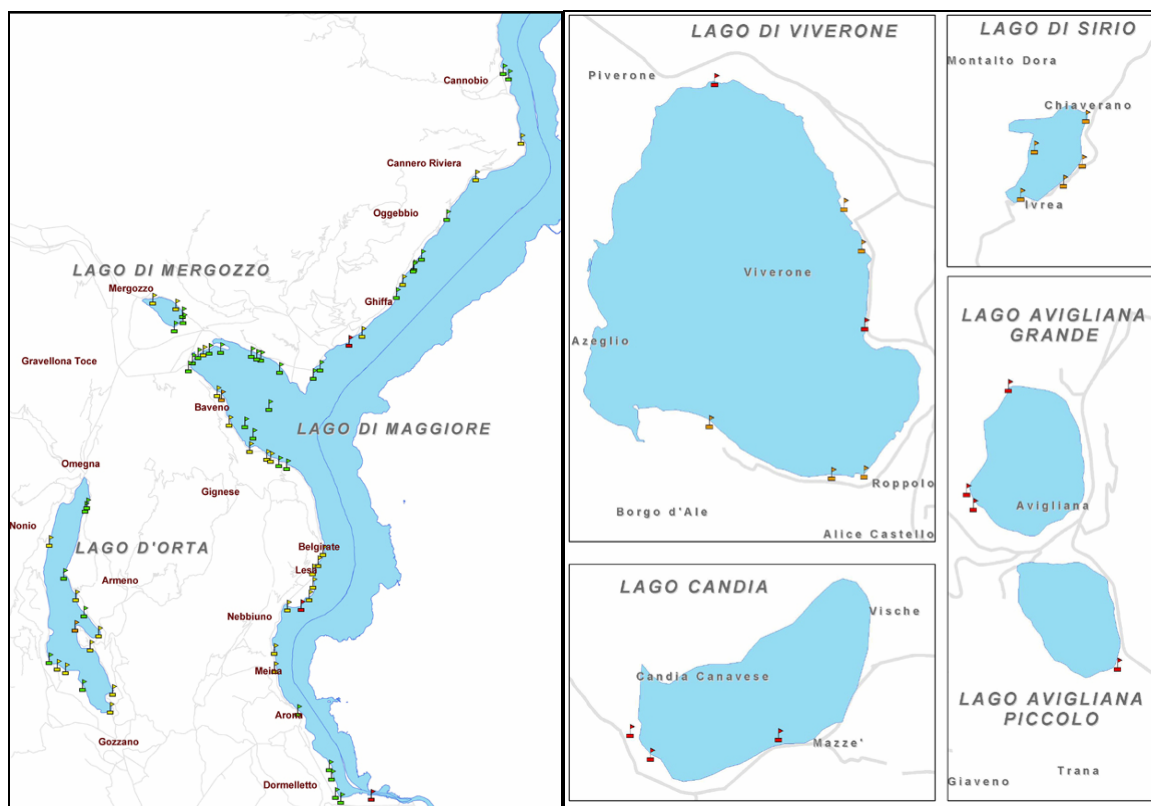 Cannobio
Cannero Riviera
Oggebbio
LAGO DI MERGOZZO
Mergozzo
Ghiffa
Gravellona Toce
Baveno
LAGO DI MAGGIORE
Omegna
Gignese
Nonio
LAGO D'ORTA
Belgirate
Lesa
Armeno
Nebbiuno
Meina
Arona
Gozzano
Dormelletto
LAGO DI VIVERONE
Piverone
Viverone
Azeglio
Roppolo
Borgo d'Ale
Alice Castello
LAGO DI SIRIO
Montalto Dora
Chiaverano
Ivrea
LAGO AVIGLIANA
GRANDE
Avigliana
LAGO AVIGLIANA
PICCOLO
Trana
Giaveno
LAGO CANDIA
Vische
Candia Canavese
Mazze'